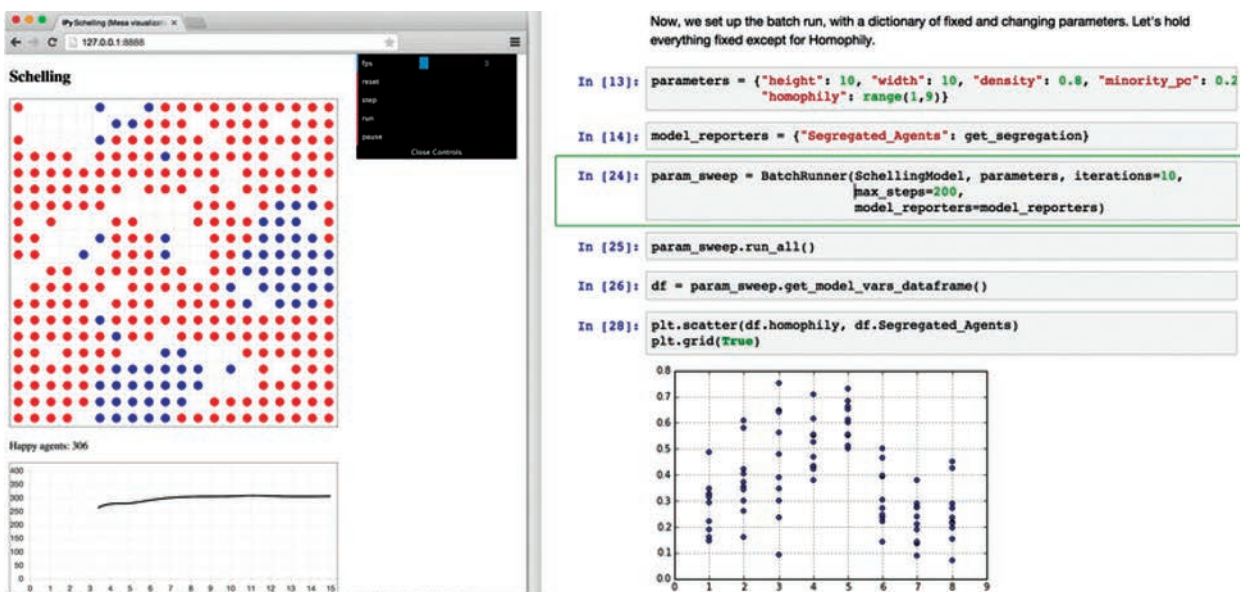 IPySchelling (Mesa visualizati
127.0.0.1:8888
Schelling
fps 3
reset
step
run
pause
Close Controls
Happy agents: 306
400
350
300
250
200
150
100
50
0
0 1 2 3 4 5 6 7 8 9 10 11 12 13 14 15
Now, we set up the batch run, with a dictionary of fixed and changing parameters. Let's hold
everything fixed except for Homophily.
In [13]: parameters = {"height": 10, "width": 10, "density": 0.8, "minority_pc": 0.2
"homophily": range(1,9)}
In [14]: model_reporters = {"Segregated_Agents": get_segregation}
In [24]: param_sweep = BatchRunner(SchellingModel, parameters, iterations=10,
max_steps=200,
model_reporters=model_reporters)
In [25]: param_sweep.run_all()
In [26]: df = param_sweep.get_model_vars_dataframe()
In [28]: plt.scatter(df.homophily, df.Segregated_Agents)
plt.grid(True)
0.8
0.7
0.6
0.5
0.4
0.3
0.2
0.1
0.0
0 1 2 3 4 5 6 7 8 9